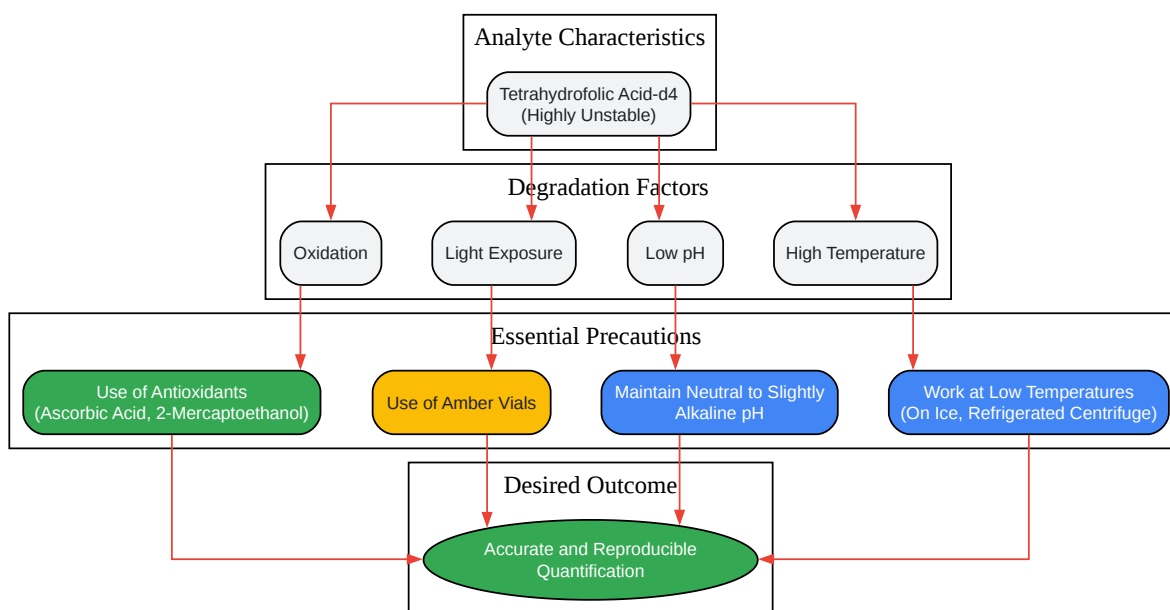 Analyte Characteristics
Tetrahydrofolic Acid-d4
(Highly Unstable)
Degradation Factors
Oxidation
Light Exposure
Low pH
High Temperature
Essential Precautions
Use of Antioxidants
(Ascorbic Acid, 2-Mercaptoethanol)
Use of Amber Vials
Maintain Neutral to Slightly
Alkaline pH
Work at Low Temperatures
(On Ice, Refrigerated Centrifuge)
Desired Outcome
Accurate and Reproducible
Quantification